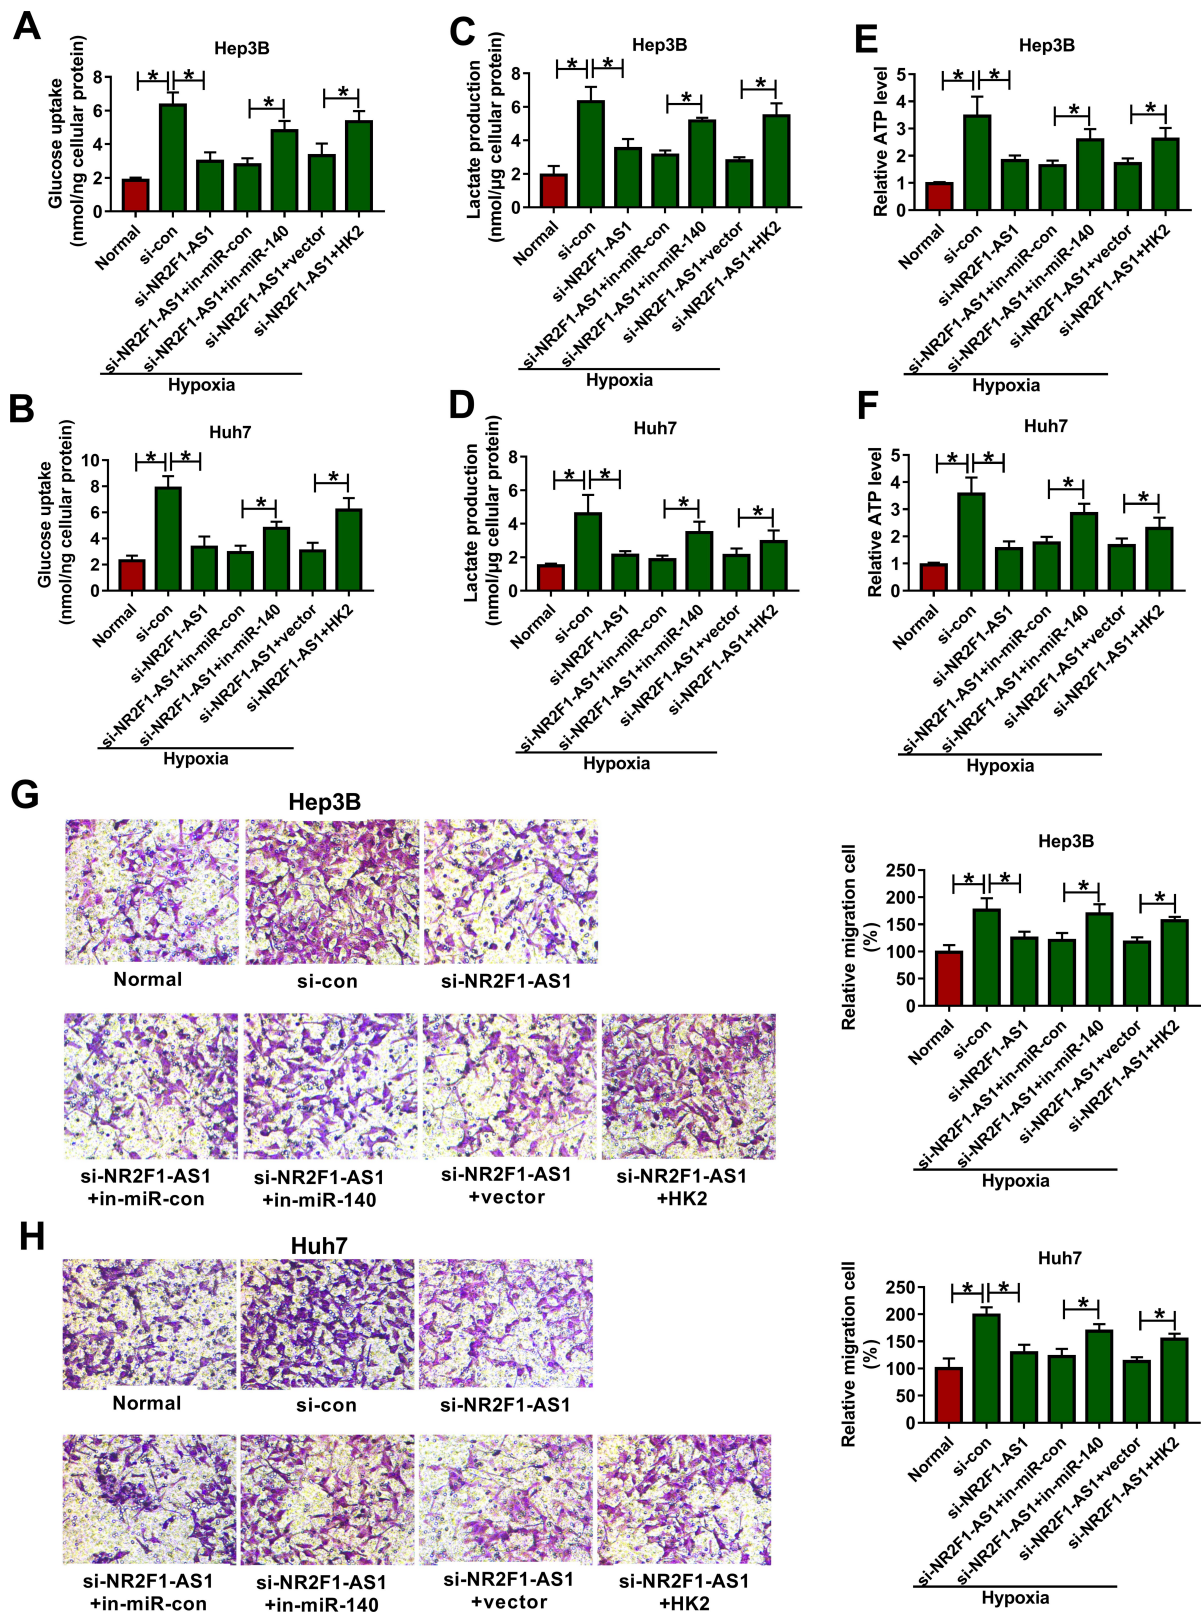 A
Hep3B
Glucose uptake
(nmol/ng cellular protein)
8
6
4
2
0
* * * *
Normal
si-con
si-NR2F1-AS1
si-NR2F1-AS1+in-miR-con
si-NR2F1-AS1+in-miR-140
si-NR2F1-AS1+vector
si-NR2F1-AS1+HK2
Hypoxia
C
Hep3B
Lactate production
(nmol/μg cellular protein)
8
6
4
2
0
* * * *
Normal
si-con
si-NR2F1-AS1
si-NR2F1-AS1+in-miR-con
si-NR2F1-AS1+in-miR-140
si-NR2F1-AS1+vector
si-NR2F1-AS1+HK2
Hypoxia
E
Hep3B
Relative ATP level
5
4
3
2
1
0
* * * *
Normal
si-con
si-NR2F1-AS1
si-NR2F1-AS1+in-miR-con
si-NR2F1-AS1+in-miR-140
si-NR2F1-AS1+vector
si-NR2F1-AS1+HK2
Hypoxia
B
Huh7
Glucose uptake
(nmol/ng cellular protein)
10
8
6
4
2
0
* * * *
Normal
si-con
si-NR2F1-AS1
si-NR2F1-AS1+in-miR-con
si-NR2F1-AS1+in-miR-140
si-NR2F1-AS1+vector
si-NR2F1-AS1+HK2
Hypoxia
D
Huh7
Lactate production
(nmol/μg cellular protein)
8
6
4
2
0
* * * *
Normal
si-con
si-NR2F1-AS1
si-NR2F1-AS1+in-miR-con
si-NR2F1-AS1+in-miR-140
si-NR2F1-AS1+vector
si-NR2F1-AS1+HK2
Hypoxia
F
Huh7
Relative ATP level
5
4
3
2
1
0
* * * *
Normal
si-con
si-NR2F1-AS1
si-NR2F1-AS1+in-miR-con
si-NR2F1-AS1+in-miR-140
si-NR2F1-AS1+vector
si-NR2F1-AS1+HK2
Hypoxia
G
Hep3B
Normal
si-con
si-NR2F1-AS1
si-NR2F1-AS1
+in-miR-con
si-NR2F1-AS1
+in-miR-140
si-NR2F1-AS1
+vector
si-NR2F1-AS1
+HK2
Hep3B
Relative migration cell
(%)
250
200
150
100
50
0
* * * *
Normal
si-con
si-NR2F1-AS1
si-NR2F1-AS1+in-miR-con
si-NR2F1-AS1+in-miR-140
si-NR2F1-AS1+vector
si-NR2F1-AS1+HK2
Hypoxia
H
Huh7
Normal
si-con
si-NR2F1-AS1
si-NR2F1-AS1
+in-miR-con
si-NR2F1-AS1
+in-miR-140
si-NR2F1-AS1
+vector
si-NR2F1-AS1
+HK2
Huh7
Relative migration cell
(%)
250
200
150
100
50
0
* * * *
Normal
si-con
si-NR2F1-AS1
si-NR2F1-AS1+in-miR-con
si-NR2F1-AS1+in-miR-140
si-NR2F1-AS1+vector
si-NR2F1-AS1+HK2
Hypoxia